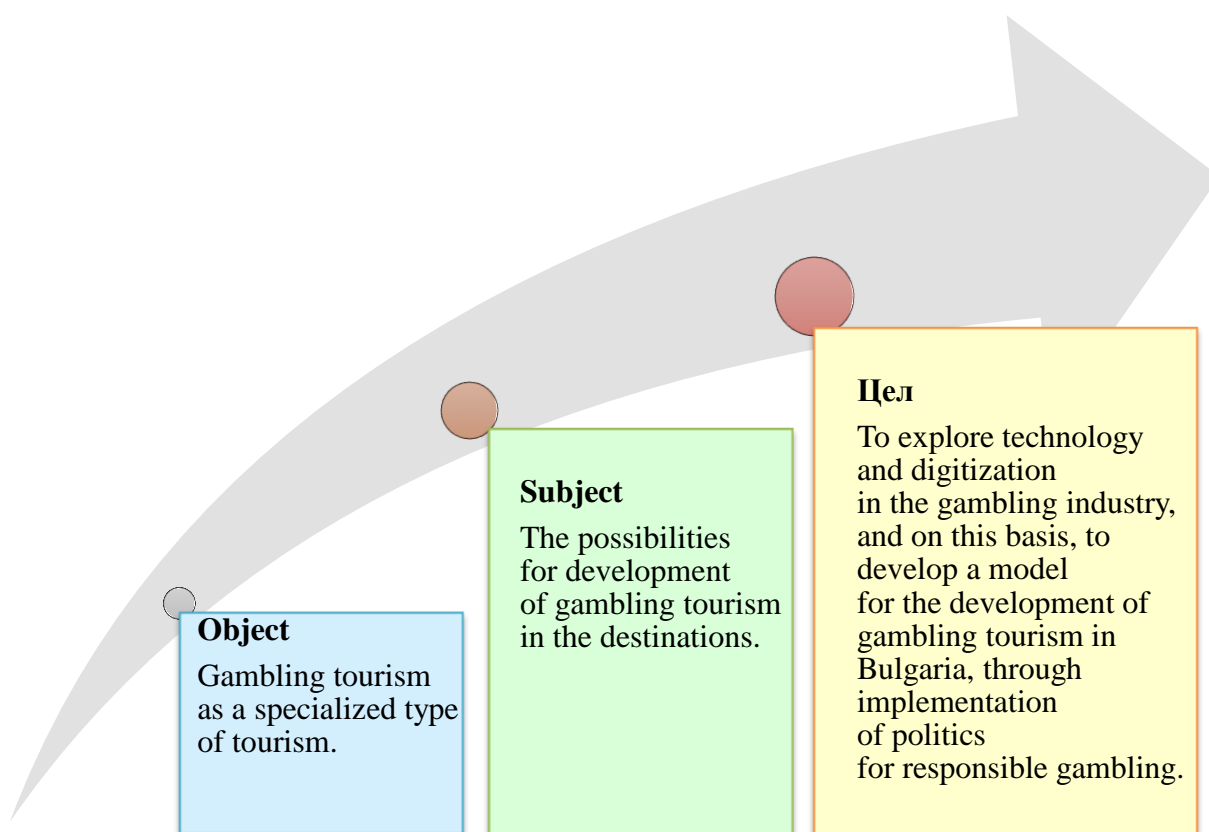 Object
Gambling tourism
as a specialized type
of tourism.
Subject
The possibilities
for development
of gambling tourism
in the destinations.
Цел
To explore technology
and digitization
in the gambling industry,
and on this basis, to
develop a model
for the development of
gambling tourism in
Bulgaria, through
implementation
of politics
for responsible gambling.